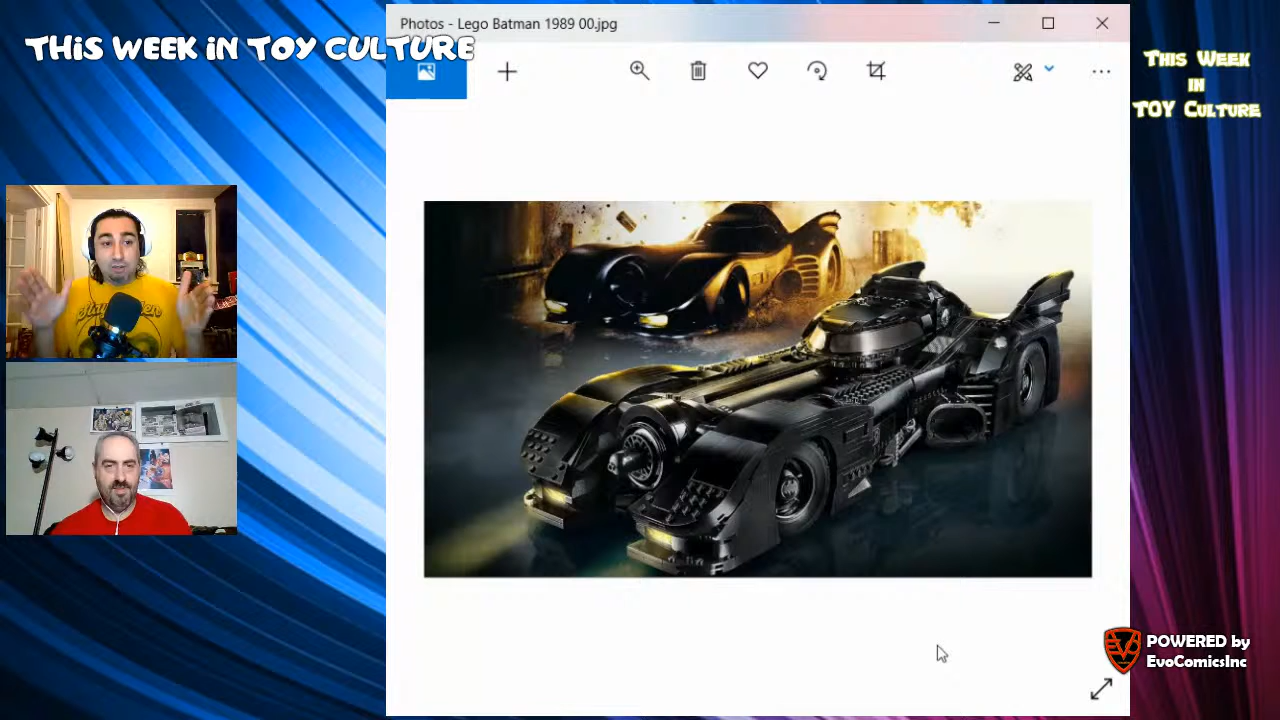 Photos - Lego Batman 1989 00.jpg
THiS WEEK iN TOY CULTURE
This Week
in
TOY Culture
POWERED by
EvoComicsInc